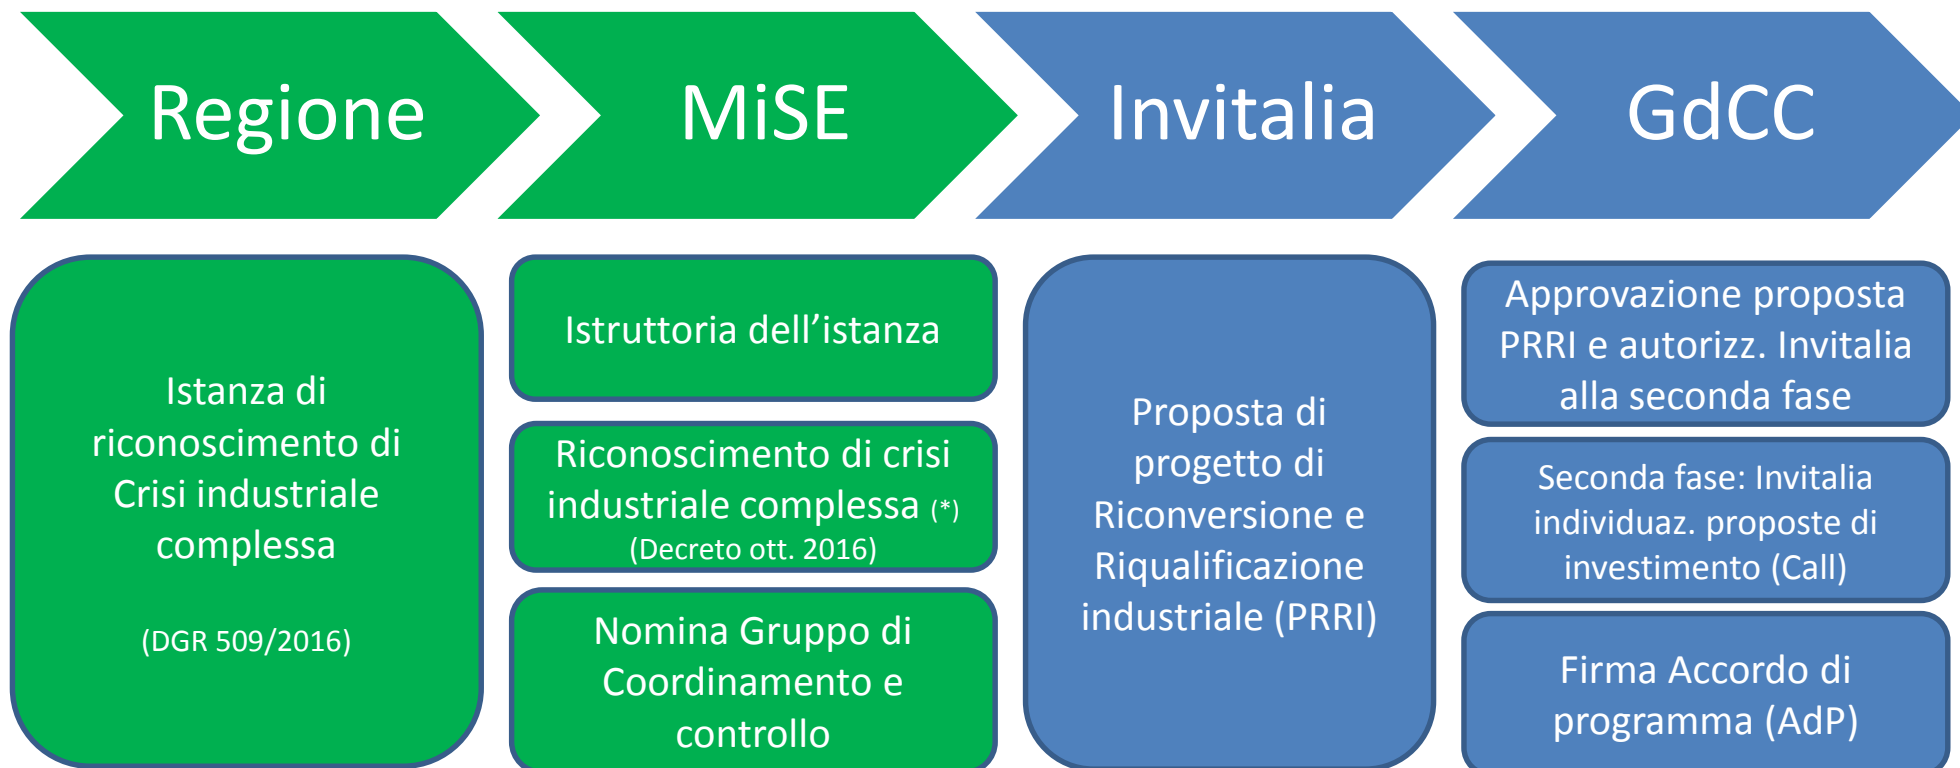 Regione
MiSE
Invitalia
GdCC
Istanza di
riconoscimento di
Crisi industriale
complessa
(DGR 509/2016)
Istruttoria dell’istanza
Riconoscimento di crisi
industriale complessa (*)
(Decreto ott. 2016)
Nomina Gruppo di
Coordinamento e
controllo
Proposta di
progetto di
Riconversione e
Riqualificazione
industriale (PRRI)
Approvazione proposta
PRRI e autorizz. Invitalia
alla seconda fase
Seconda fase: Invitalia
individuaz. proposte di
investimento (Call)
Firma Accordo di
programma (AdP)